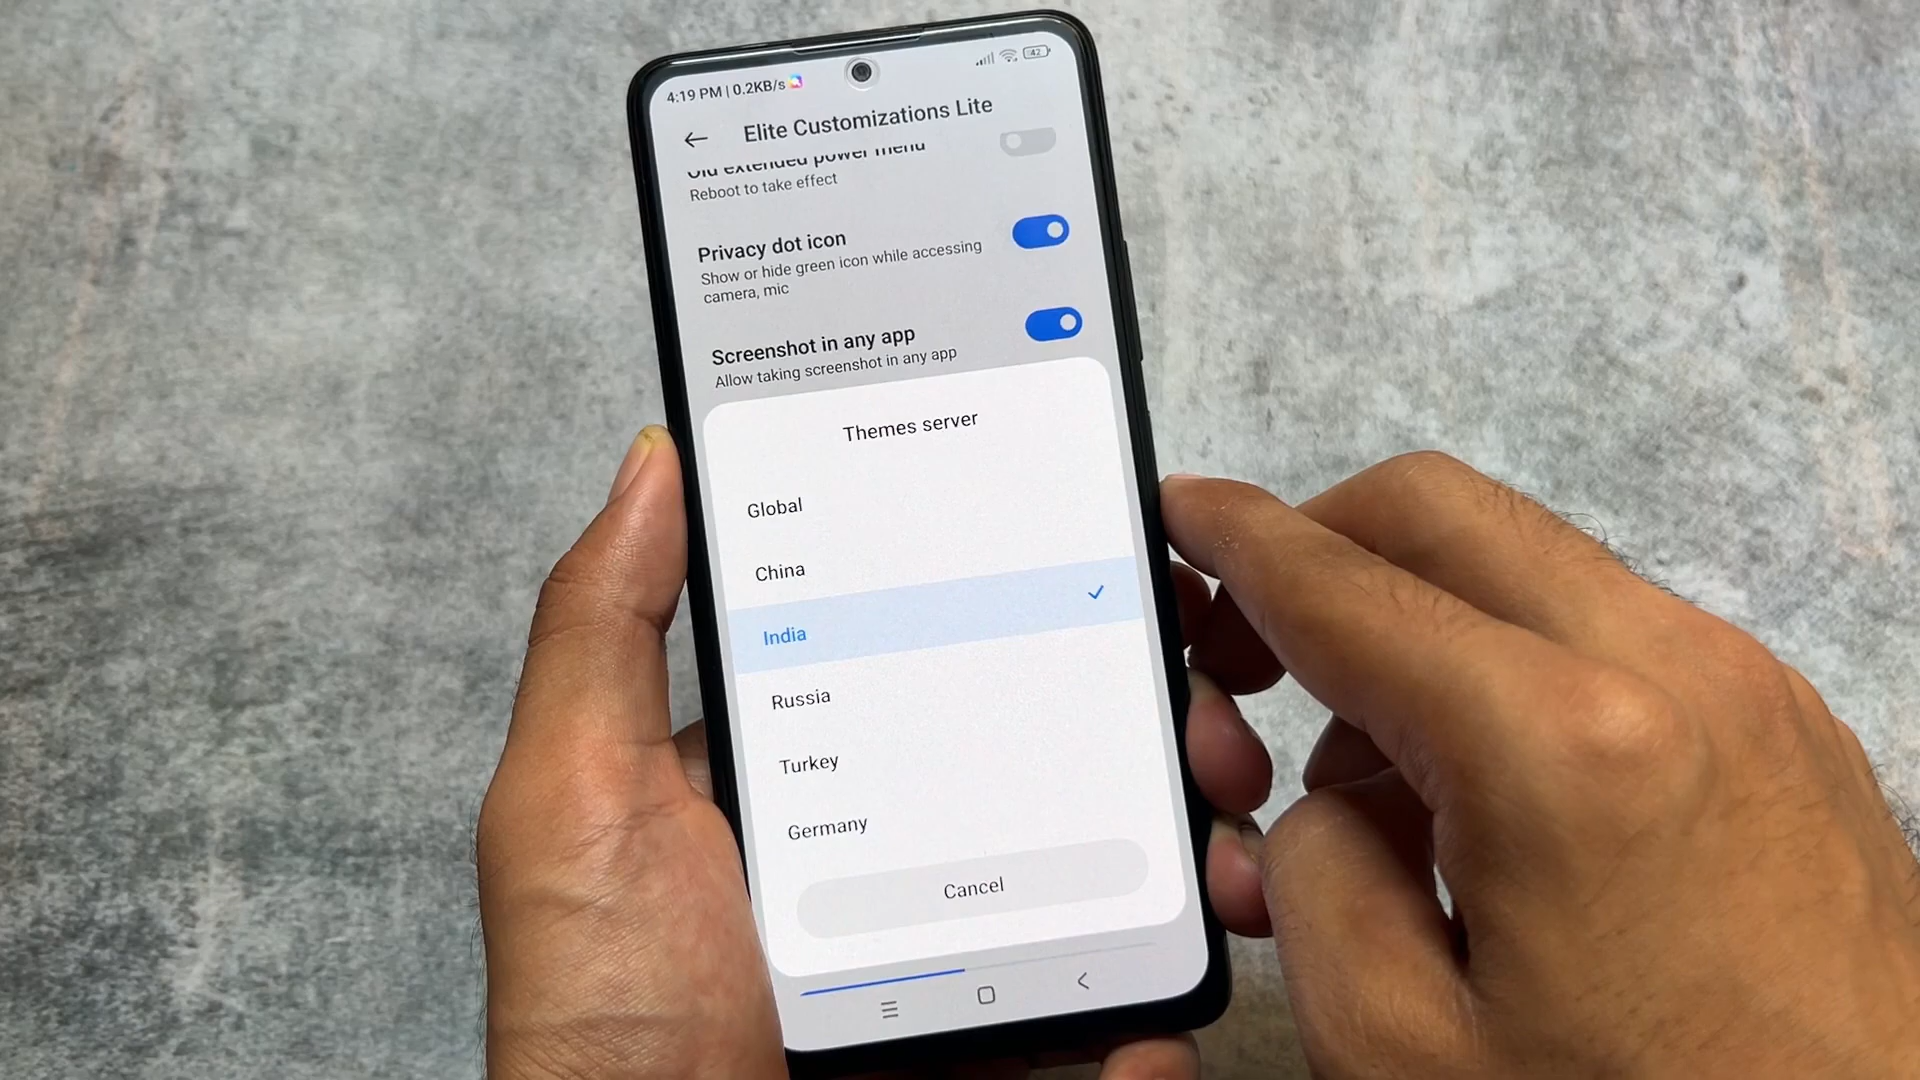 4:19 PM | 0.2KB/s
42
Elite Customizations Lite
Old extended power menu
Reboot to take effect
Privacy dot icon
Show or hide green icon while accessing
camera, mic
Screenshot in any app
Allow taking screenshot in any app
Themes server
Global
China
India
Russia
Turkey
Germany
Cancel